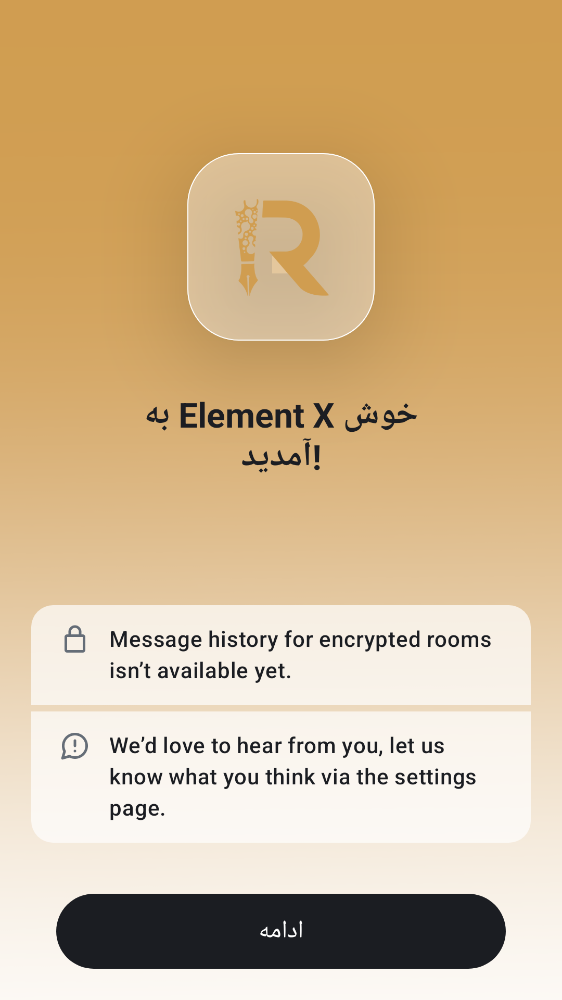 به Element X خوش
آمدید!
Message history for encrypted rooms
isn’t available yet.
We’d love to hear from you, let us
know what you think via the settings
page.
ادامه